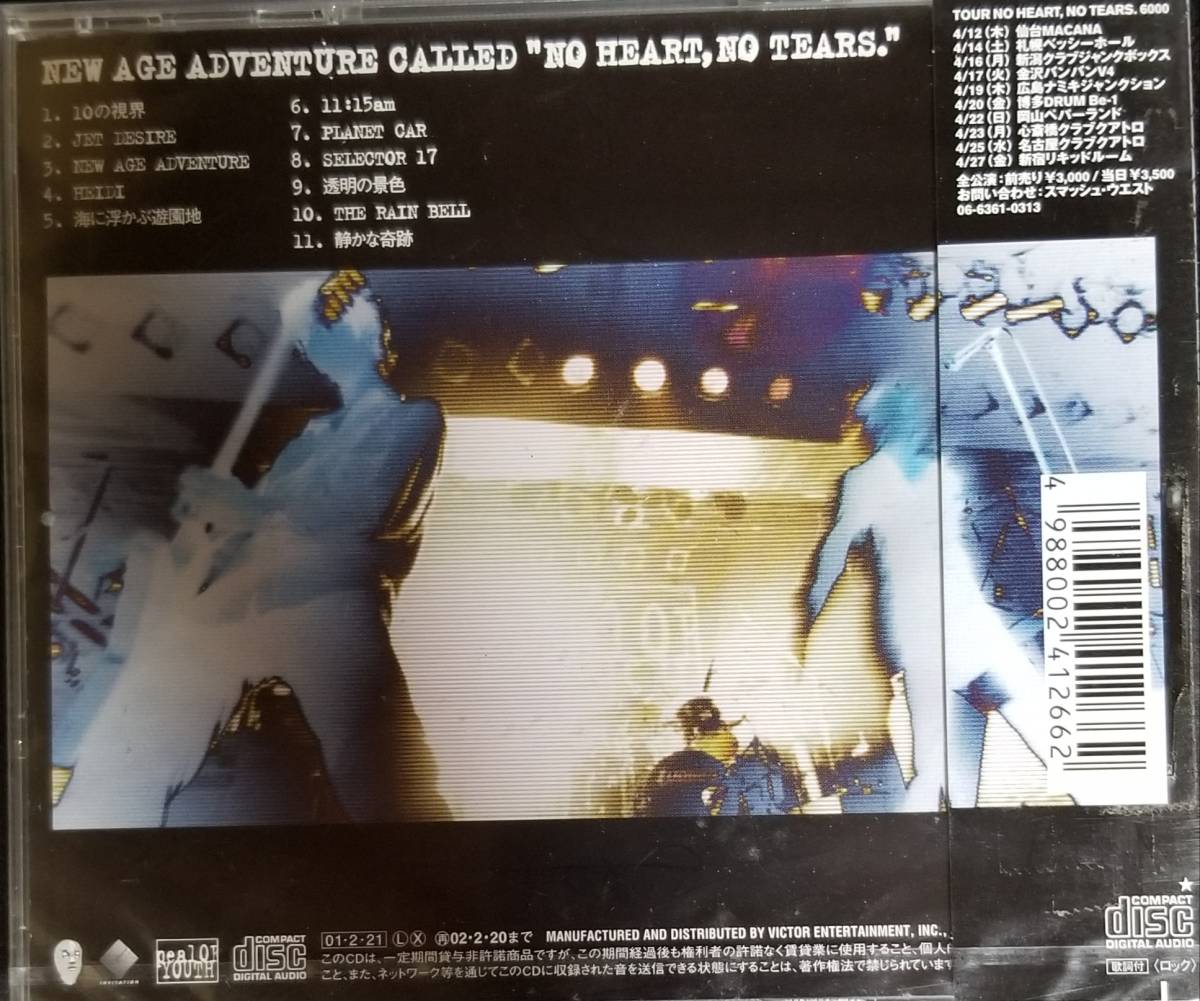 NEW AGE ADVENTURE CALLED "NO HEART, NO TEARS."
1. 10の視界
2. JET DESIRE
3. NEW AGE ADVENTURE
4. HEIDI
5. 海に浮かぶ遊園地
6. 11:15am
7. PLANET CAR
8. SELECTOR 17
9. 透明の景色
10. THE RAIN BELL
11. 静かな奇跡
TOUR NO HEART, NO TEARS. 6000
4/12(木) 仙台MACANA
4/14(土) 札幌ベッシーホール
4/16(月) 新潟クラブジャンクボックス
4/17(火) 金沢バンバンV4
4/19(木) 広島ナミキジャンクション
4/20(金) 博多DRUM Be-1
4/22(日) 岡山ペパーランド
4/23(月) 心斎橋クラブクアトロ
4/25(水) 名古屋クラブクアトロ
4/27(金) 新宿リキッドルーム
全公演:前売り¥3,000/当日¥3,500
お問い合わせ:スマッシュ・ウエスト
06-6361-0313
4 988002 412662
INVITATION
neal Of YOUTH
COMPACT disc DIGITAL AUDIO
01・2・21 Ⓛ Ⓧ ㊥02・2・20まで MANUFACTURED AND DISTRIBUTED BY VICTOR ENTERTAINMENT, INC.,
このCDは、一定期間貸与非許諾商品ですが、この期間経過後も権利者の許諾なく賃貸業に使用すること、個人
こと、また、ネットワーク等を通じてこのCDに収録された音を送信できる状態にすることは、著作権法で禁じられています
★
COMPACT disc DIGITAL AUDIO
歌詞付 〈ロック〉